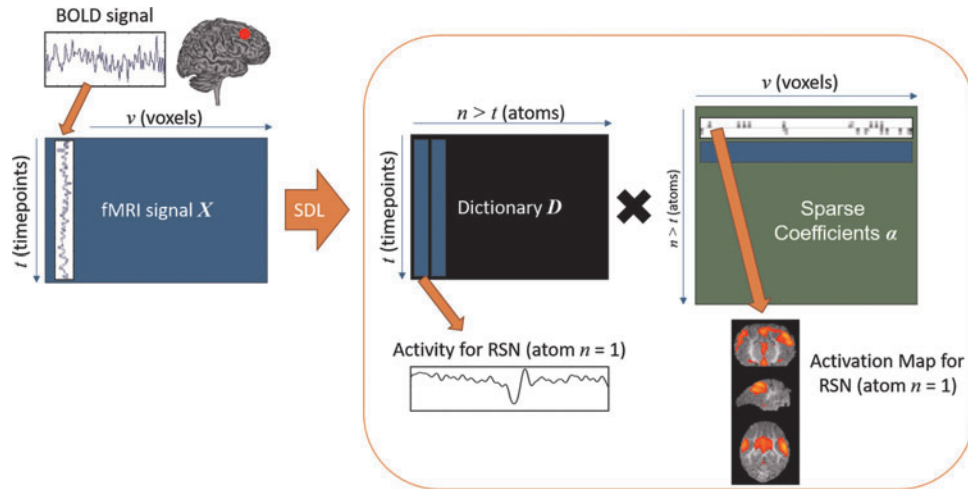 BOLD signal
v (voxels)
t (timepoints)
fMRI signal X
SDL
n > t (atoms)
t (timepoints)
Dictionary D
v (voxels)
n > t (atoms)
Sparse
Coefficients α
Activity for RSN (atom n = 1)
Activation Map for
RSN (atom n = 1)